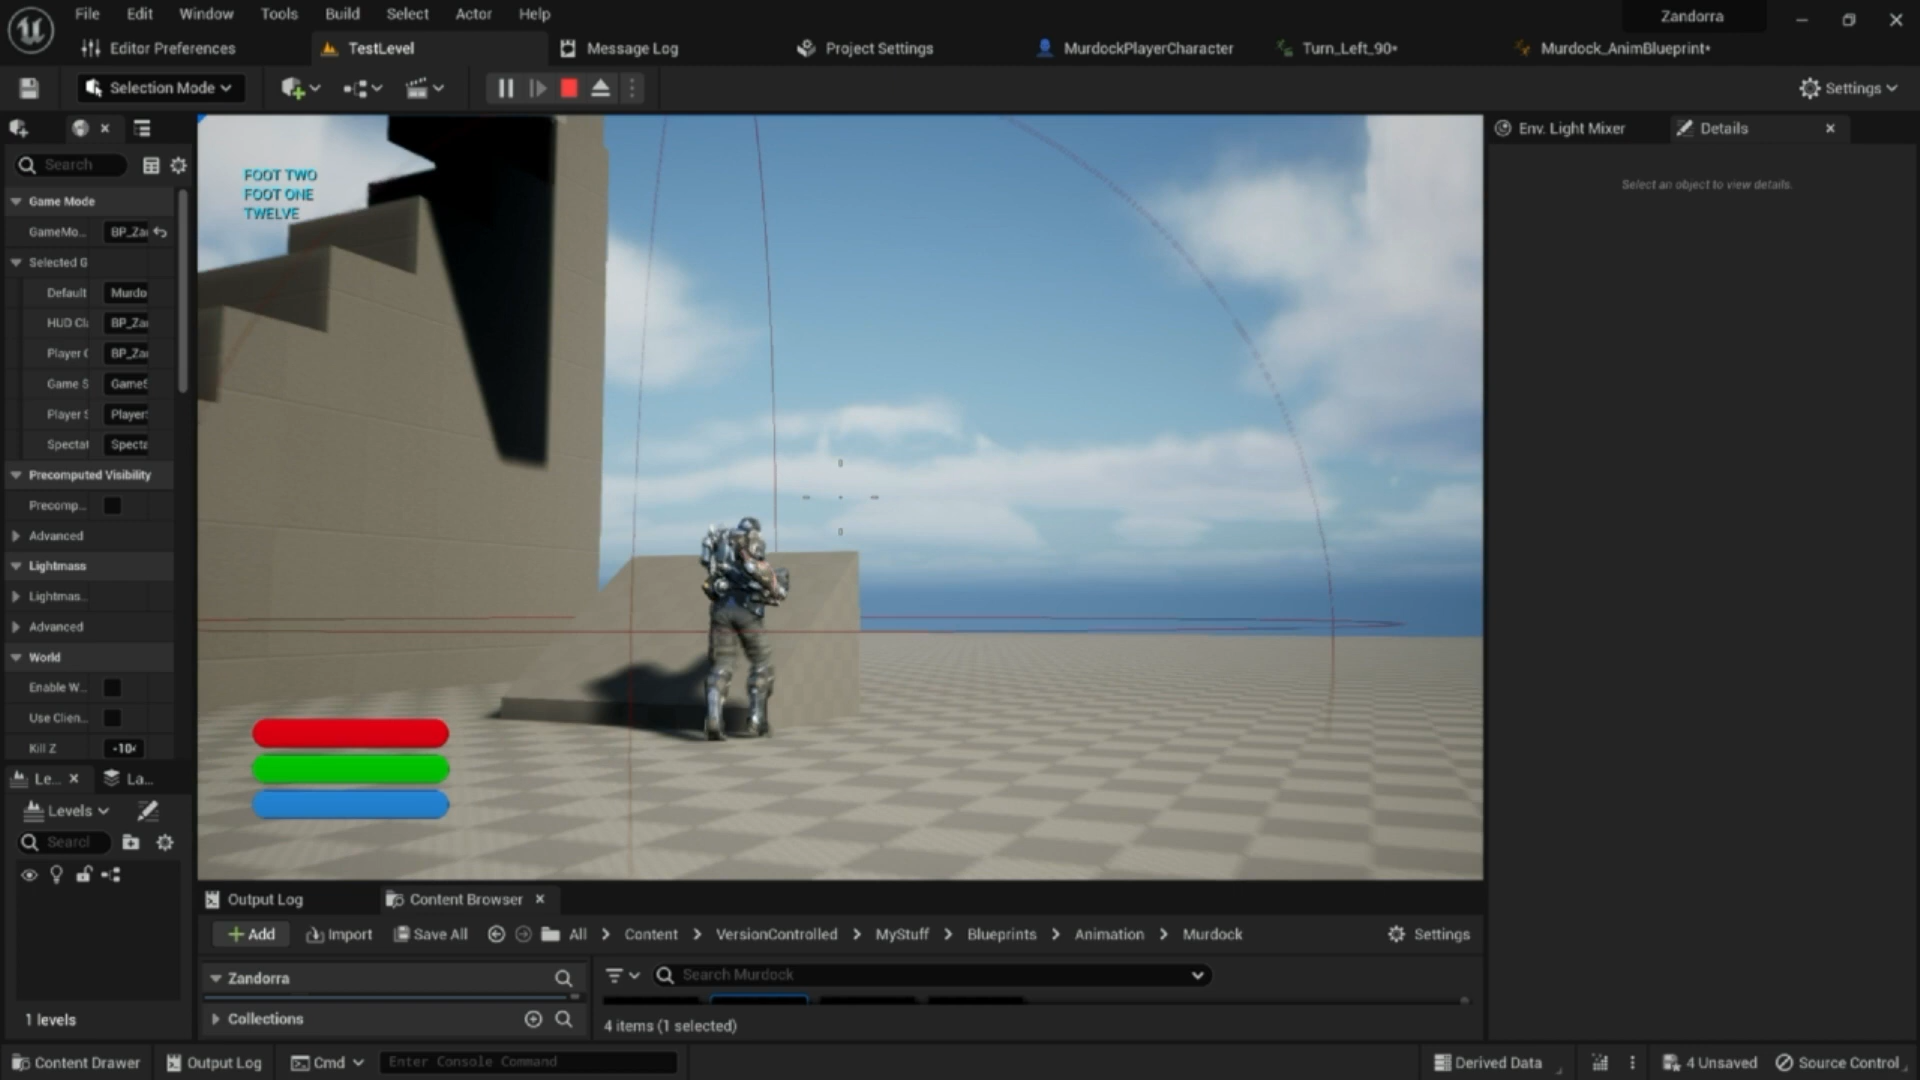 File Edit Window Tools Build Select Actor Help Zandorra
Editor Preferences TestLevel Message Log Project Settings MurdockPlayerCharacter Turn_Left_90* Murdock_AnimBlueprint*
Selection Mode Settings
Env. Light Mixer Details
Search
Select an object to view details.
FOOT TWO
FOOT ONE
TWELVE
Game Mode
GameMo... BP_Za
Selected G
Default Murdo
HUD Cl BP_Za
Player C BP_Za
Game S GameS
Player S Player
Spectat Specta
Precomputed Visibility
Precomp...
Advanced
Lightmass
Lightmas...
Advanced
World
Enable W...
Use Clien...
Kill Z -10
Le... La...
Levels
Search
1 levels
Output Log Content Browser
Add Import Save All All > Content > VersionControlled > MyStuff > Blueprints > Animation > Murdock Settings
Zandorra Search Murdock
Collections 4 items (1 selected)
Content Drawer Output Log Cmd Enter Console Command Derived Data 4 Unsaved Source Control